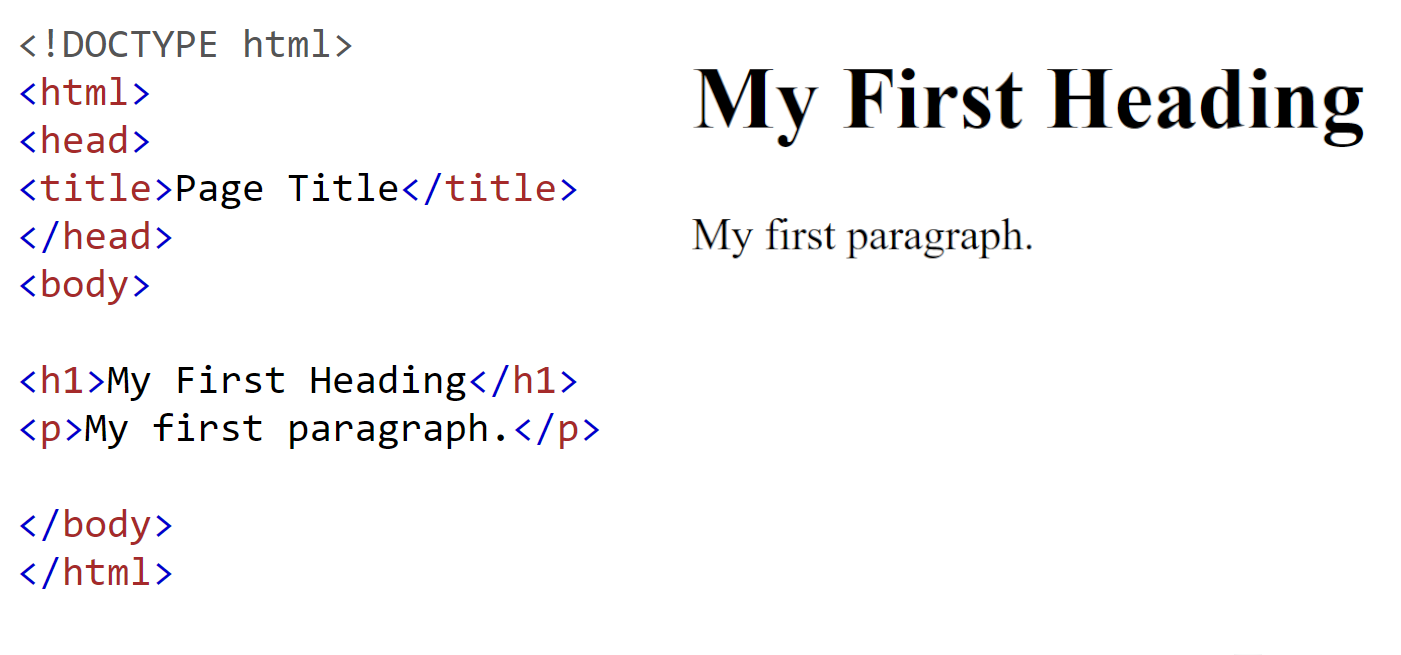 <!DOCTYPE html>
<html>
<head>
<title>Page Title</title>
</head>
<body>
<h1>My First Heading</h1>
<p>My first paragraph.</p>
</body>
</html>
My First Heading
My first paragraph.